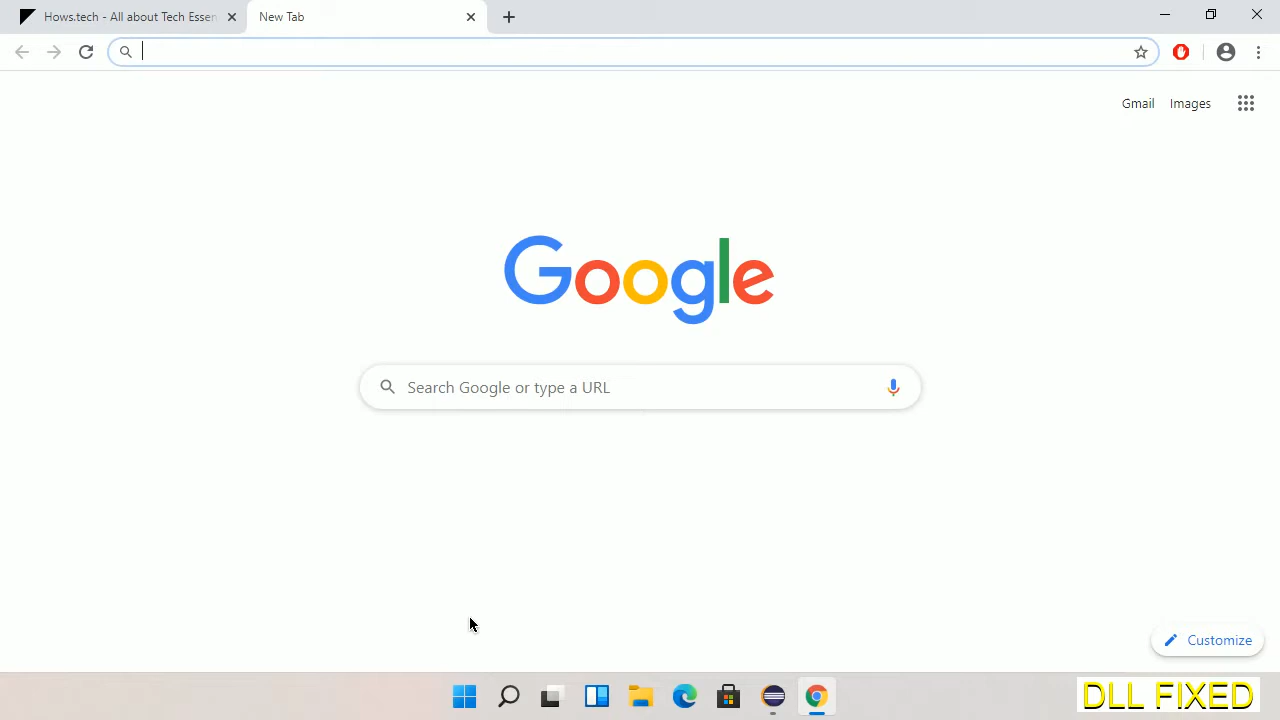 Hows.tech - All about Tech Essen
New Tab
Gmail Images
Google
Search Google or type a URL
Customize
DLL FIXED